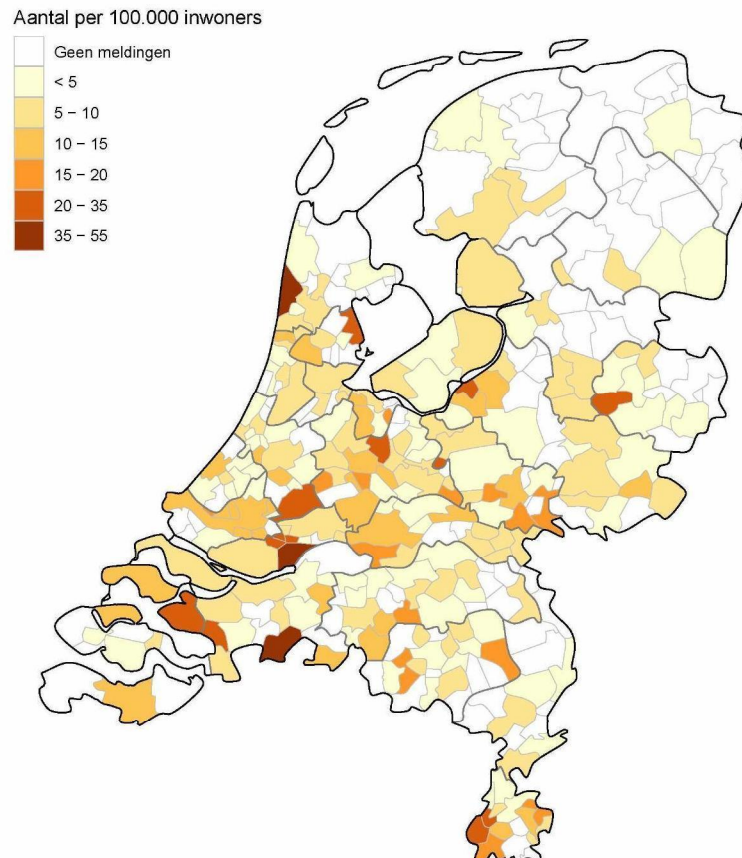 Aantal per 100.000 inwoners
Geen meldingen
< 5
5 – 10
10 – 15
15 – 20
20 – 35
35 – 55